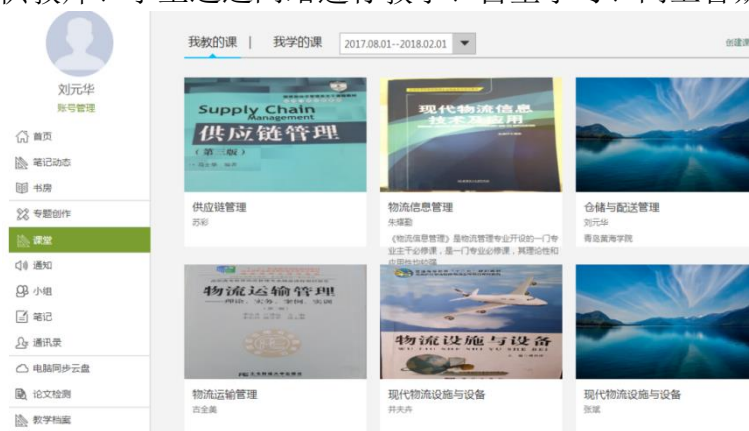 我教的课 | 我学的课 2017.08.01--2018.02.01
创建课
刘元华
账号管理
首页
笔记动态
书房
专题创作
课堂
通知
小组
笔记
通讯录
电脑同步云盘
论文检测
教学档案
Supply Chain
Management
供应链管理
(第三版)
供应链管理
苏彩
现代物流信息
技术及应用
物流信息管理
《物流信息管理》是物流管理专业开设的一门专
业主干必修课，是一门专业必修课，其理论性和
仓储与配送管理
刘元华
青岛黄海学院
物流运输管理
——理论、实务、案例、实训
物流运输管理
古全美
物流设施与设备
WU LIU SHE SHI YU SHE BEI
现代物流设施与设备
井夫卉
现代物流设施与设备
张斌